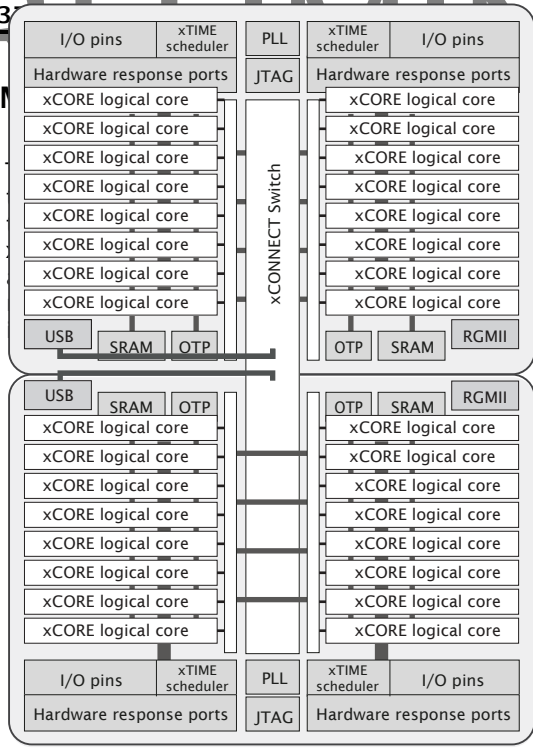 I/O pins xTIME scheduler PLL xTIME scheduler I/O pins
Hardware response ports JTAG Hardware response ports
xCORE logical core xCORE logical core
xCORE logical core xCORE logical core
xCORE logical core xCORE logical core
xCORE logical core xCORE logical core
xCORE logical core xCORE logical core
xCORE logical core xCORE logical core
xCORE logical core xCORE logical core
xCORE logical core xCORE logical core
xCONNECT Switch
USB SRAM OTP OTP SRAM RGMII
USB SRAM OTP OTP SRAM RGMII
xCORE logical core xCORE logical core
xCORE logical core xCORE logical core
xCORE logical core xCORE logical core
xCORE logical core xCORE logical core
xCORE logical core xCORE logical core
xCORE logical core xCORE logical core
xCORE logical core xCORE logical core
xCORE logical core xCORE logical core
I/O pins xTIME scheduler PLL xTIME scheduler I/O pins
Hardware response ports JTAG Hardware response ports